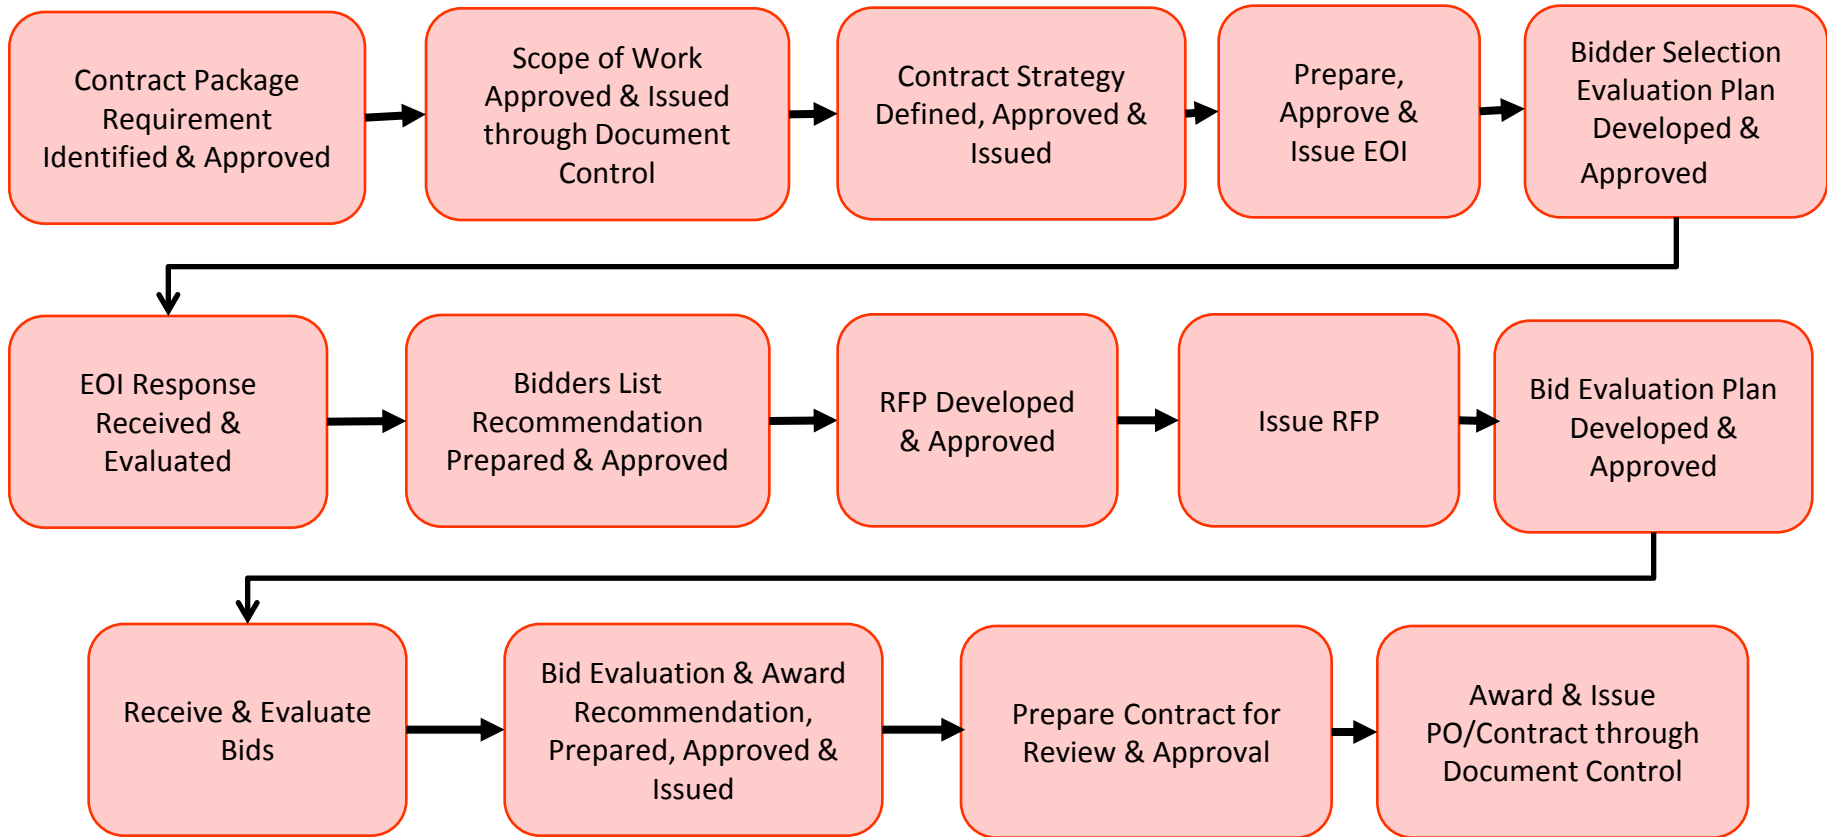 Contract Package
Requirement
Identified & Approved
Scope of Work
Approved & Issued
through Document
Control
Contract Strategy
Defined, Approved &
Issued
Prepare,
Approve &
Issue EOI
Bidder Selection
Evaluation Plan
Developed &
Approved
EOI Response
Received &
Evaluated
Bidders List
Recommendation
Prepared & Approved
RFP Developed
& Approved
Issue RFP
Bid Evaluation Plan
Developed &
Approved
Receive & Evaluate
Bids
Bid Evaluation & Award
Recommendation,
Prepared, Approved &
Issued
Prepare Contract for
Review & Approval
Award & Issue
PO/Contract through
Document Control